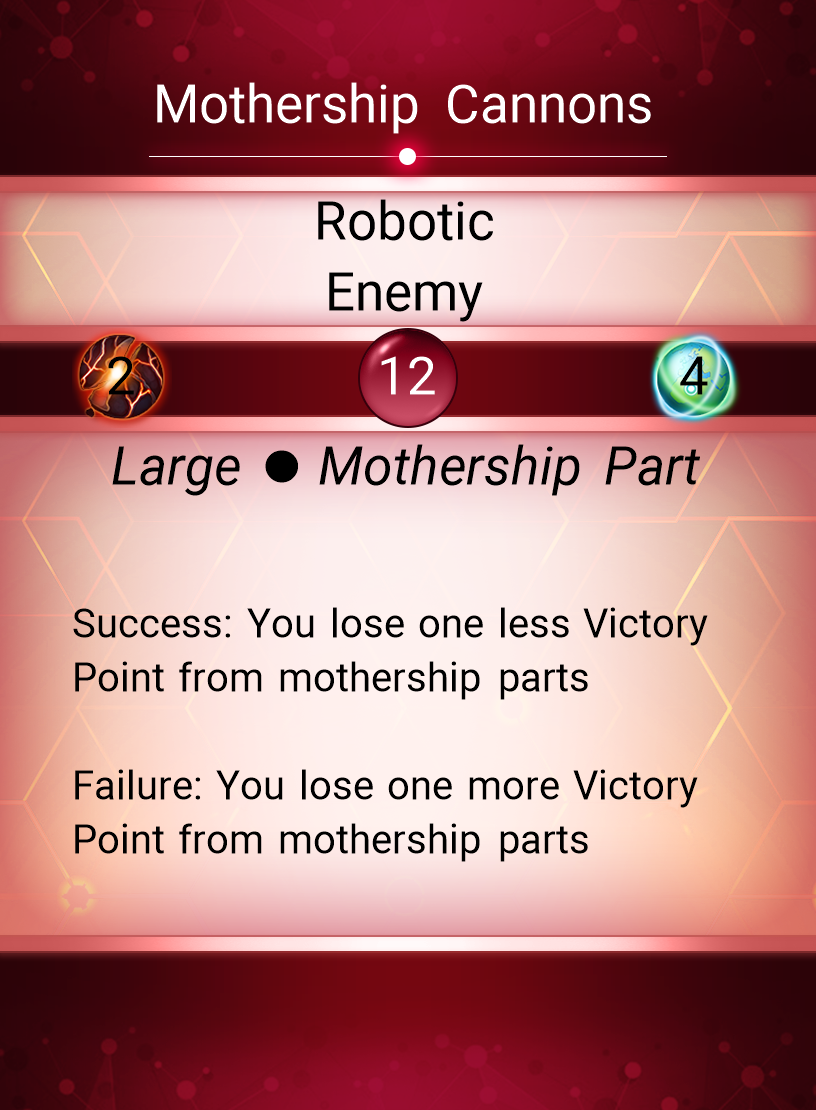 Mothership Cannons
Robotic
Enemy
2 12 4
Large ● Mothership Part
Success: You lose one less Victory
Point from mothership parts
Failure: You lose one more Victory
Point from mothership parts